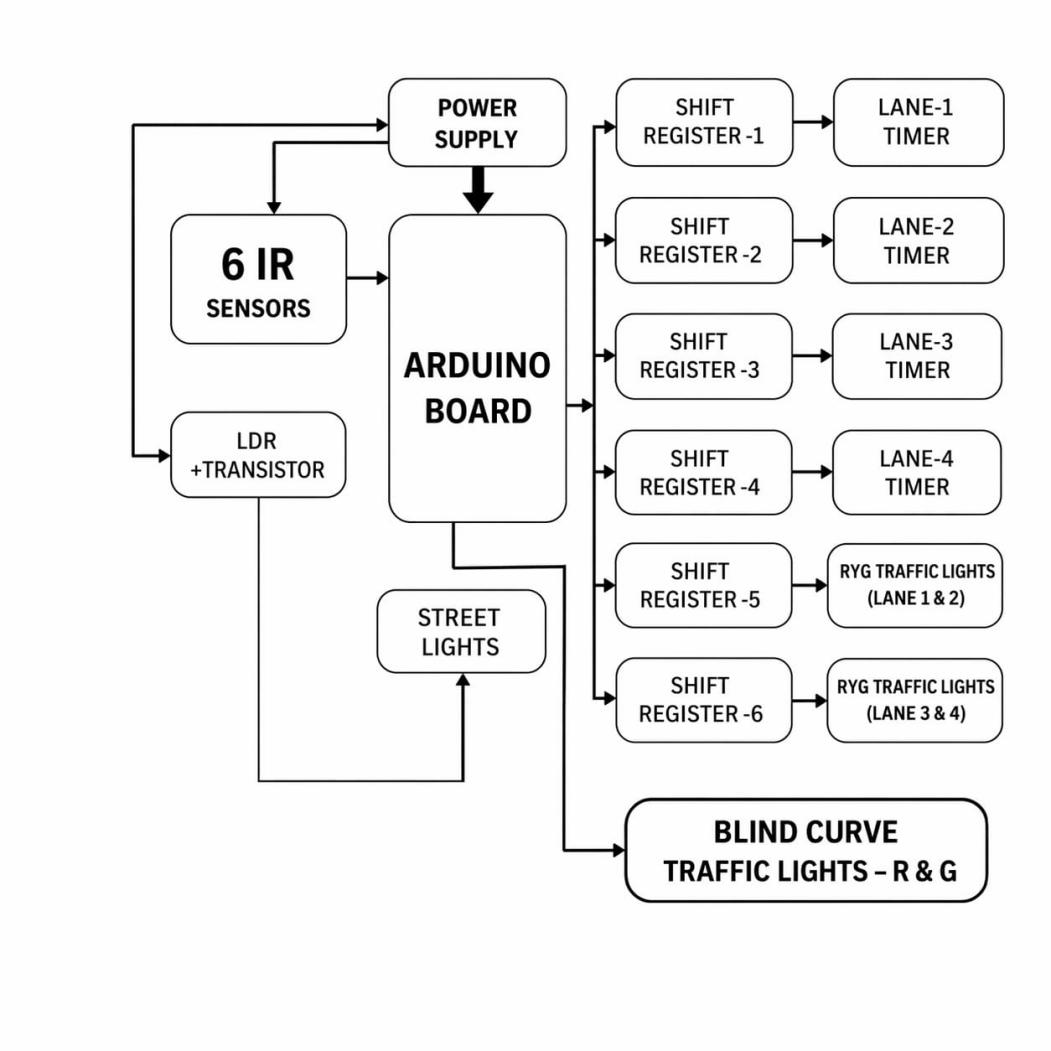 POWER
SUPPLY
SHIFT
REGISTER -1
LANE-1
TIMER
6 IR
SENSORS
SHIFT
REGISTER -2
LANE-2
TIMER
ARDUINO
BOARD
SHIFT
REGISTER -3
LANE-3
TIMER
LDR
+TRANSISTOR
SHIFT
REGISTER -4
LANE-4
TIMER
STREET
LIGHTS
SHIFT
REGISTER -5
RYG TRAFFIC LIGHTS
(LANE 1 & 2)
SHIFT
REGISTER -6
RYG TRAFFIC LIGHTS
(LANE 3 & 4)
BLIND CURVE
TRAFFIC LIGHTS – R & G